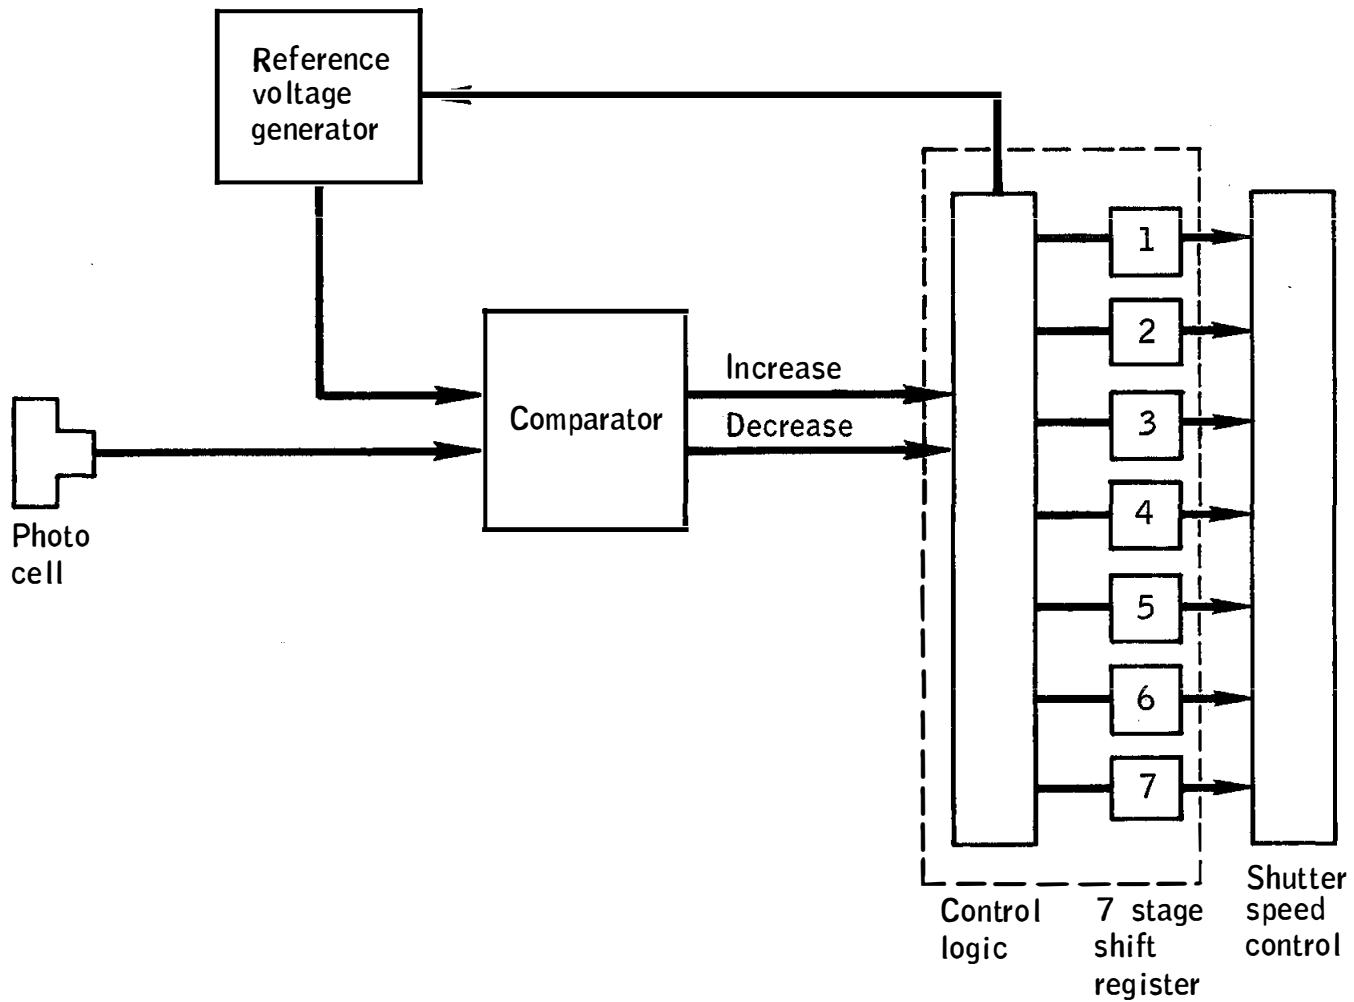 Reference
voltage
generator
Increase
Decrease
Comparator
Photo
cell
1
2
3
4
5
6
7
Control
logic
7 stage
shift
register
Shutter
speed
control